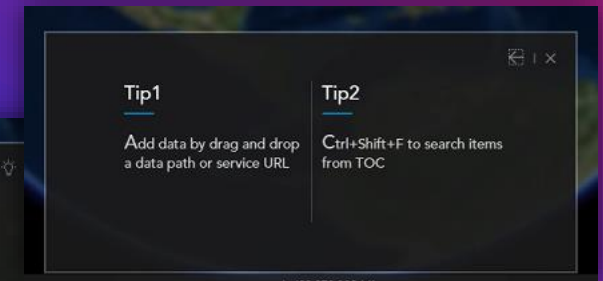 Tip1
Add data by drag and drop
a data path or service URL
Tip2
Ctrl+Shift+F to search items
from TOC